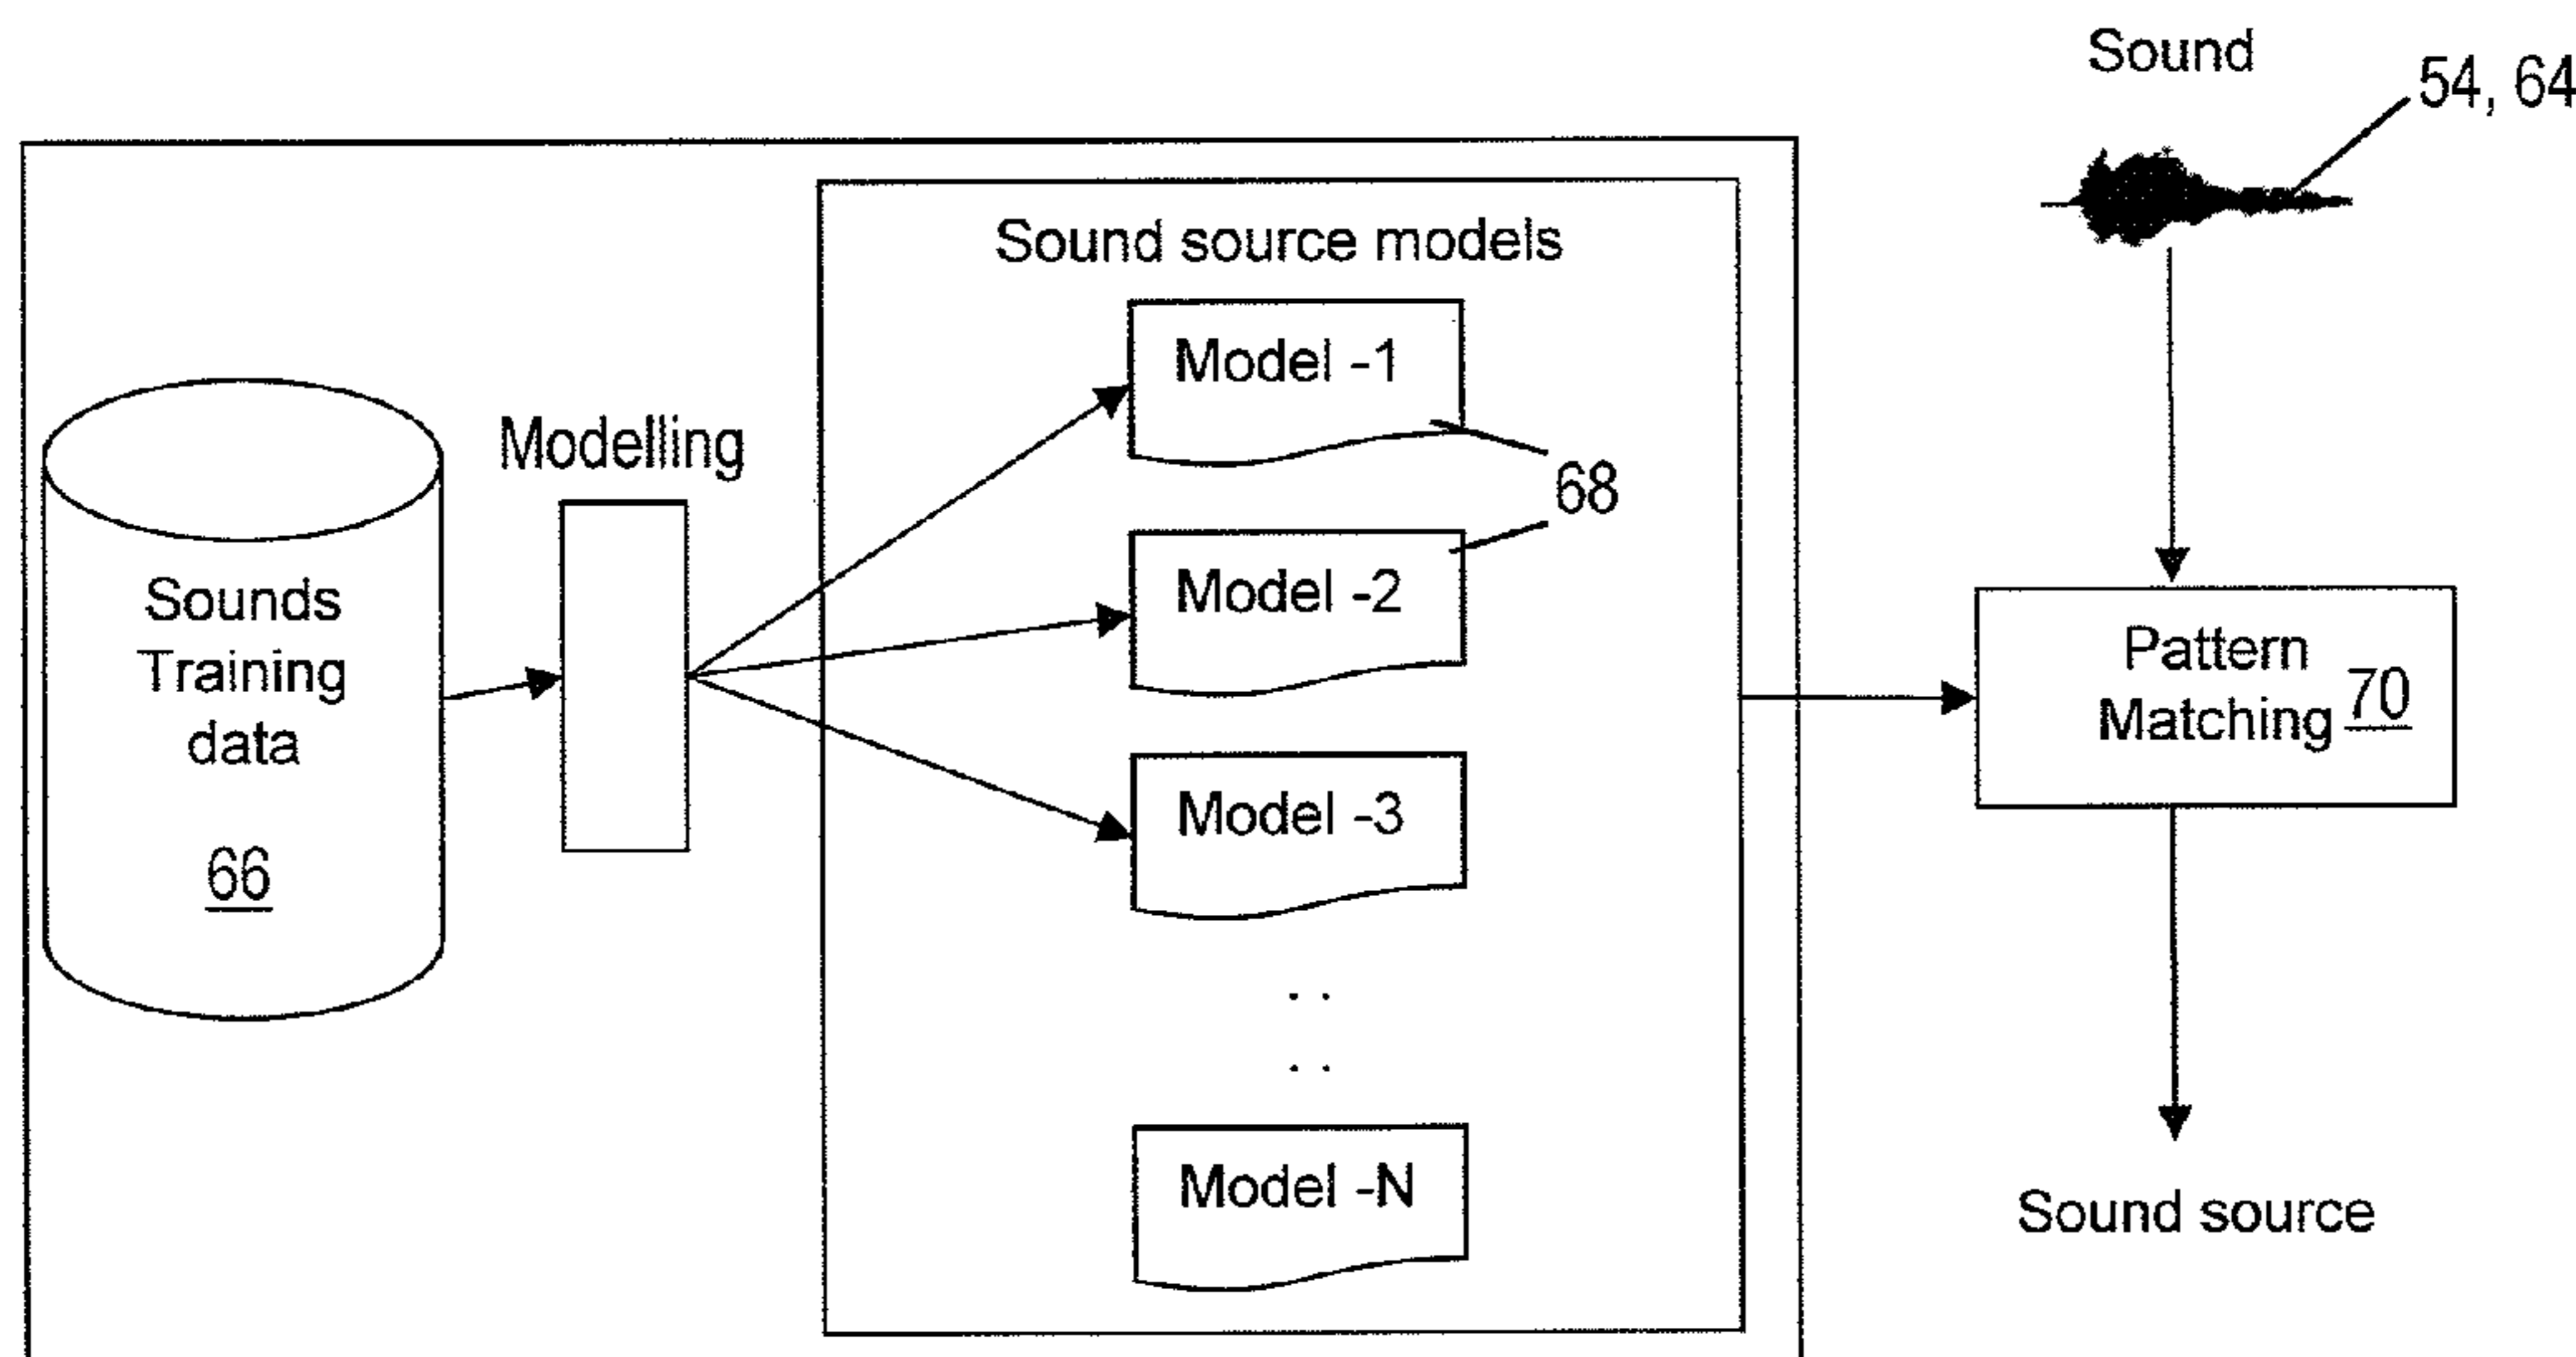 Sound
54, 64
Sound source models
Model -1
Modelling
68
Model -2
Sounds
Training
data
66
Pattern
Matching 70
Model -3
Model -N
Sound source